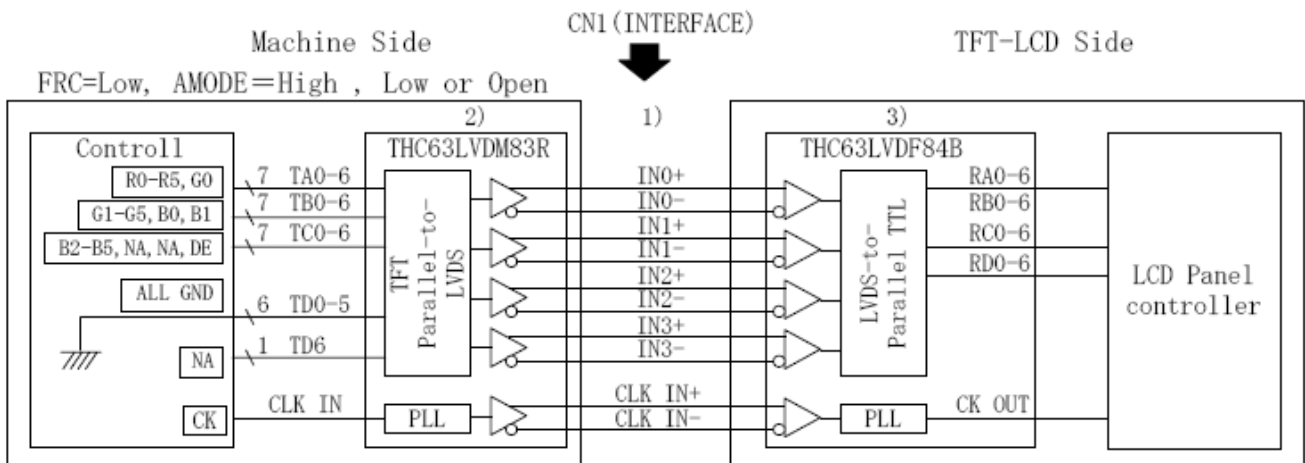 CN1(INTERFACE)
Machine Side
TFT-LCD Side
FRC=Low, AMODE=High , Low or Open
2)
1)
3)
Controll
THC63LVDM83R
THC63LVDF84B
R0-R5, G0
7 TA0-6
IN0+
RA0-6
G1-G5, B0, B1
7 TB0-6
IN0-
RB0-6
B2-B5, NA, NA, DE
7 TC0-6
IN1+
IN1-
RC0-6
ALL GND
6 TD0-5
IN2+
IN2-
RD0-6
NA
1 TD6
IN3+
IN3-
TFT
Parallel-to-
LVDS
LVDS-to-
Parallel TTL
LCD Panel
controller
CK
CLK IN
PLL
CLK IN+
CLK IN-
PLL
CK OUT